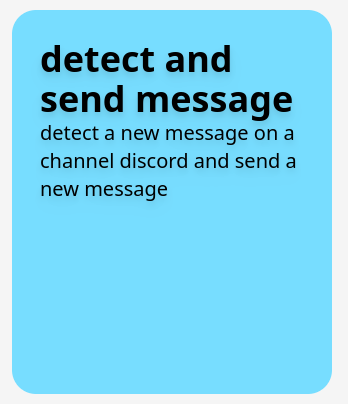 detect and
send message
detect a new message on a
channel discord and send a
new message